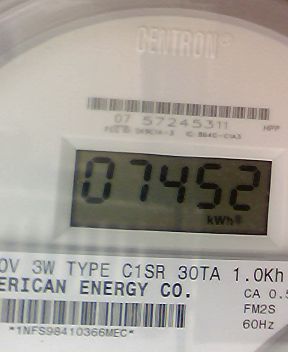 CENTRON®
07 57245311
HPP
07452
kWh
0V 3W TYPE C1SR 30TA 1.0Kh
ERICAN ENERGY CO.
CA 0.5
FM2S
60Hz
*1NFS98410366MEC*